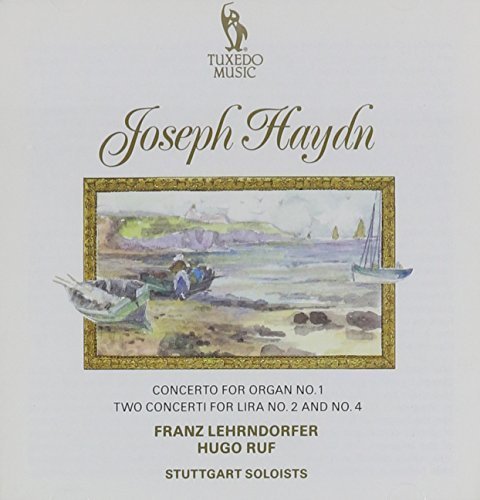 TUXEDO
MUSIC
Joseph Haydn
CONCERTO FOR ORGAN NO.1
TWO CONCERTI FOR LIRA NO. 2 AND NO. 4
FRANZ LEHRNDORFER
HUGO RUF
STUTTGART SOLOISTS